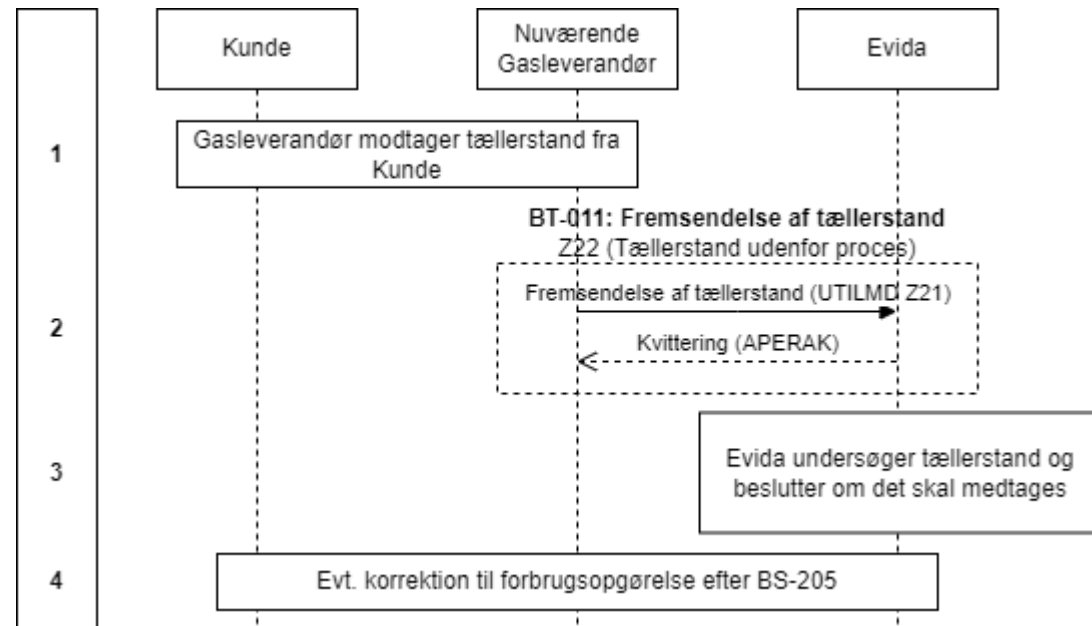 Kunde
Nuværende
Gasleverandør
Evida
1
Gasleverandør modtager tællerstand fra
Kunde
BT-011: Fremsendelse af tællerstand
Z22 (Tællerstand udenfor proces)
2
Fremsendelse af tællerstand (UTILMD Z21)
Kvittering (APERAK)
3
Evida undersøger tællerstand og
beslutter om det skal medtages
4
Evt. korrektion til forbrugsopgørelse efter BS-205